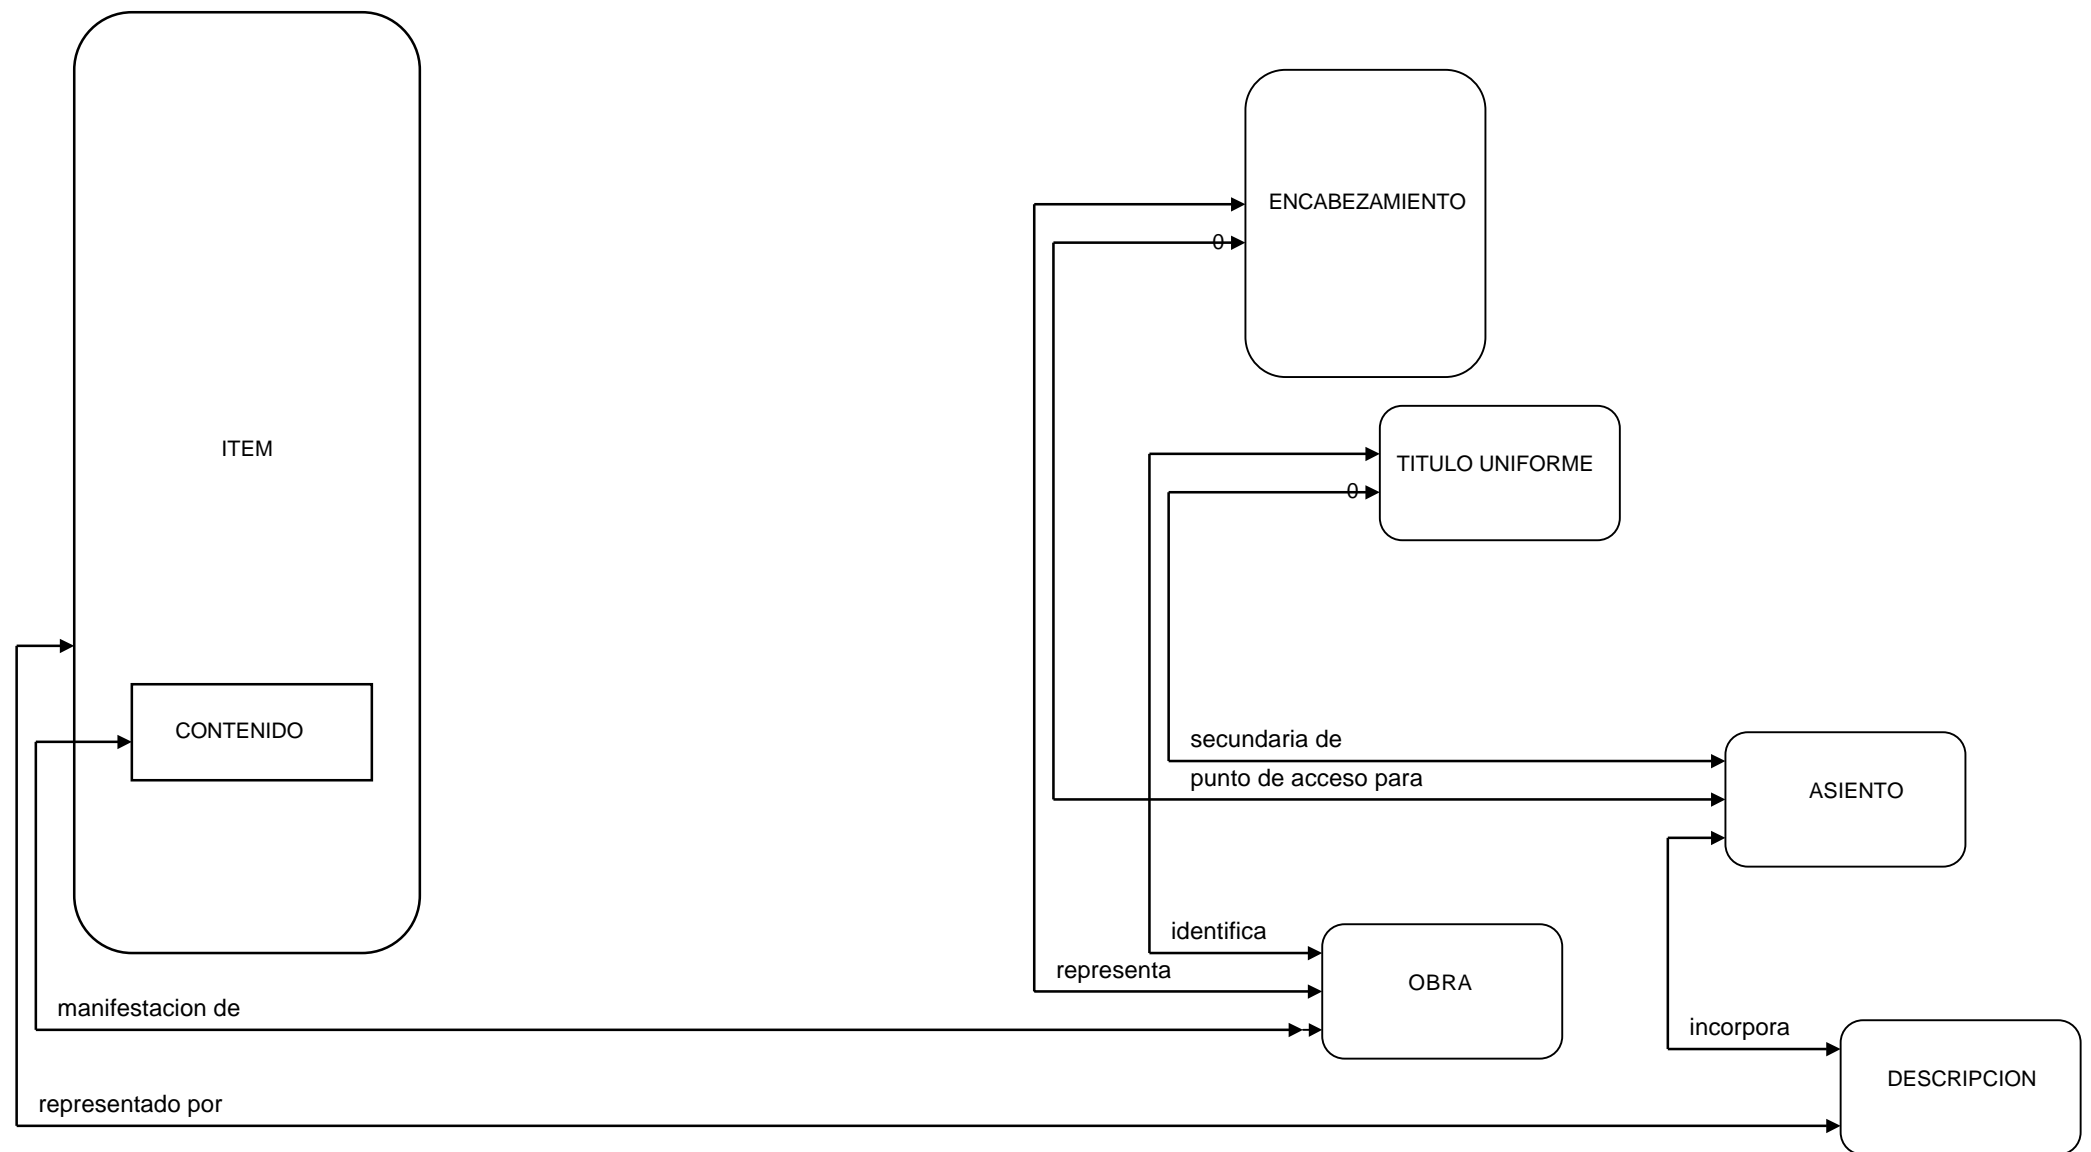 ENCABEZAMIENTO
0
ITEM
TITULO UNIFORME
0
CONTENIDO
secundaria de
punto de acceso para
ASIENTO
identifica
representa
OBRA
manifestacion de
incorpora
DESCRIPCION
representado por